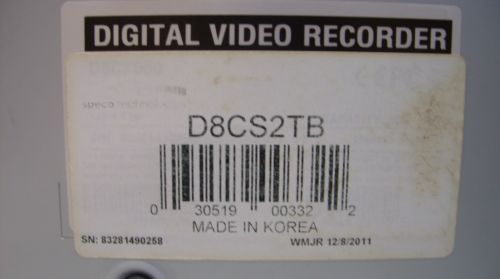 DIGITAL VIDEO RECORDER
D8CS2TB
0 30519 00332 2
MADE IN KOREA
SN: 83281490258 WMJR 12/8/2011